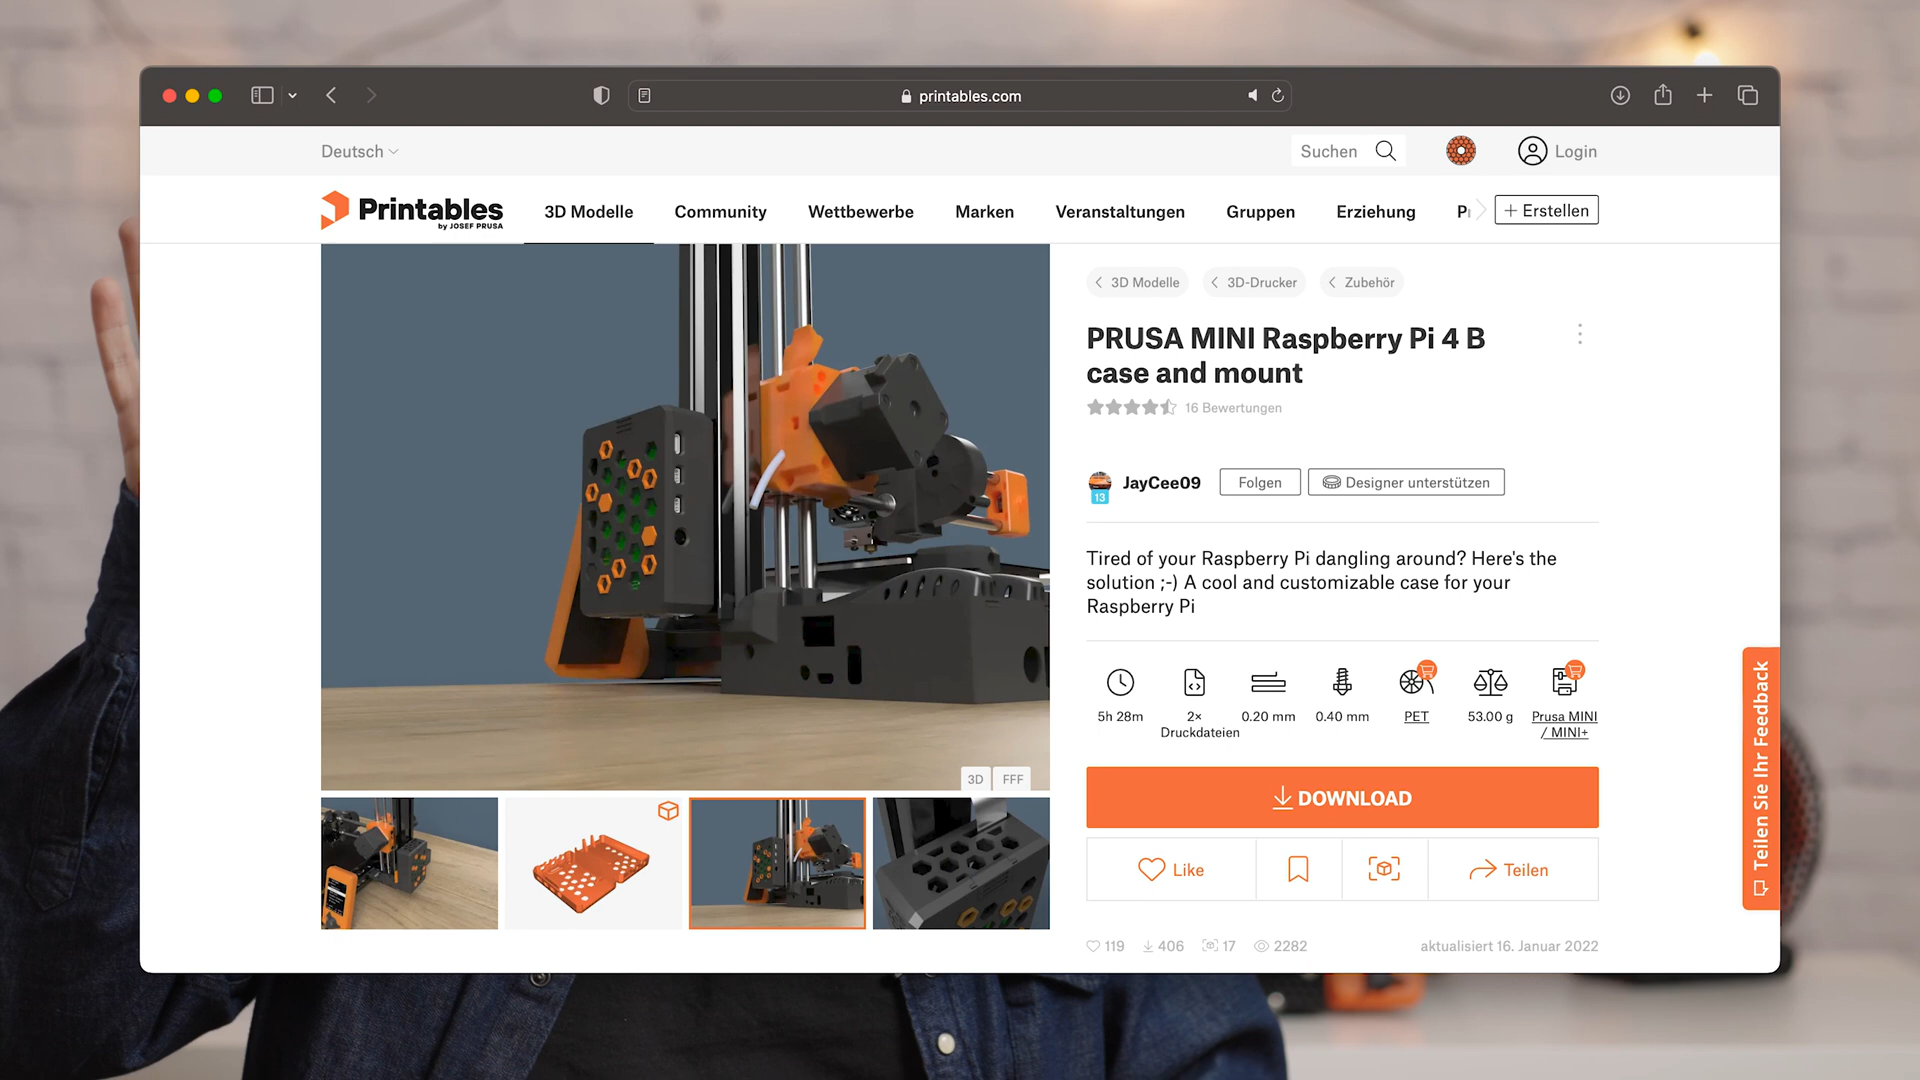 printables.com
Deutsch
Suchen
Login
Printables
by JOSEF PRUSA
3D Modelle
Community
Wettbewerbe
Marken
Veranstaltungen
Gruppen
Erziehung
+ Erstellen
3D Modelle
3D-Drucker
Zubehör
PRUSA MINI Raspberry Pi 4 B
case and mount
16 Bewertungen
JayCee09
13
Folgen
Designer unterstützen
Tired of your Raspberry Pi dangling around? Here's the
solution ;-) A cool and customizable case for your
Raspberry Pi
5h 28m
2×
Druckdateien
0.20 mm
0.40 mm
PET
53.00 g
Prusa MINI
/ MINI+
3D
FFF
DOWNLOAD
Like
Teilen
119
406
17
2282
aktualisiert 16. Januar 2022
Teilen Sie Ihr Feedback